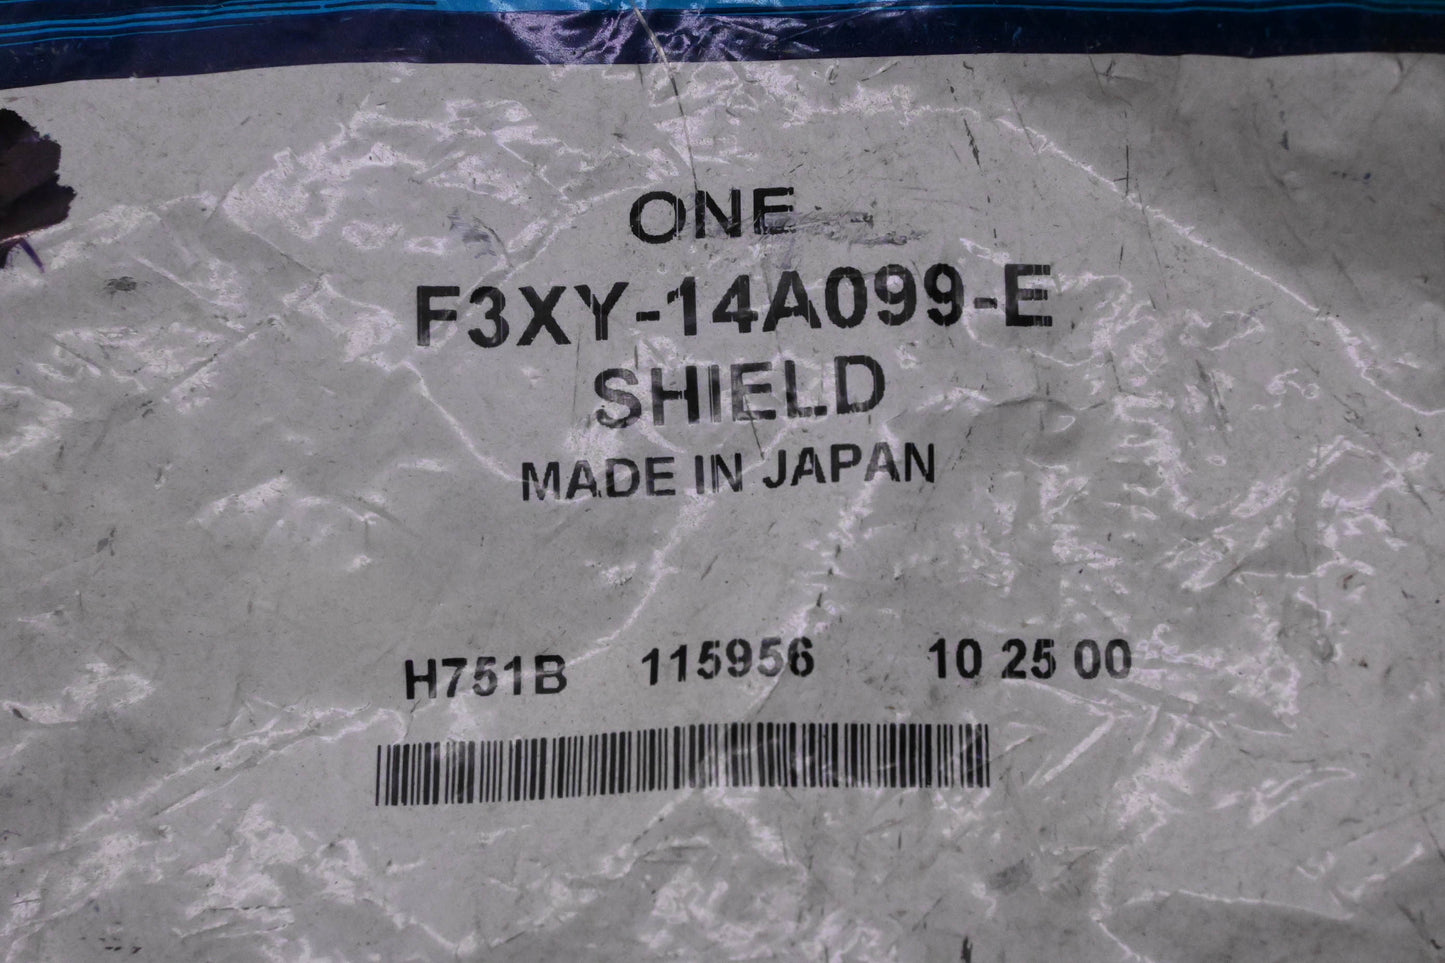 ONE
F3XY-14A099-E
SHIELD
MADE IN JAPAN
H751B 115956 10 25 00